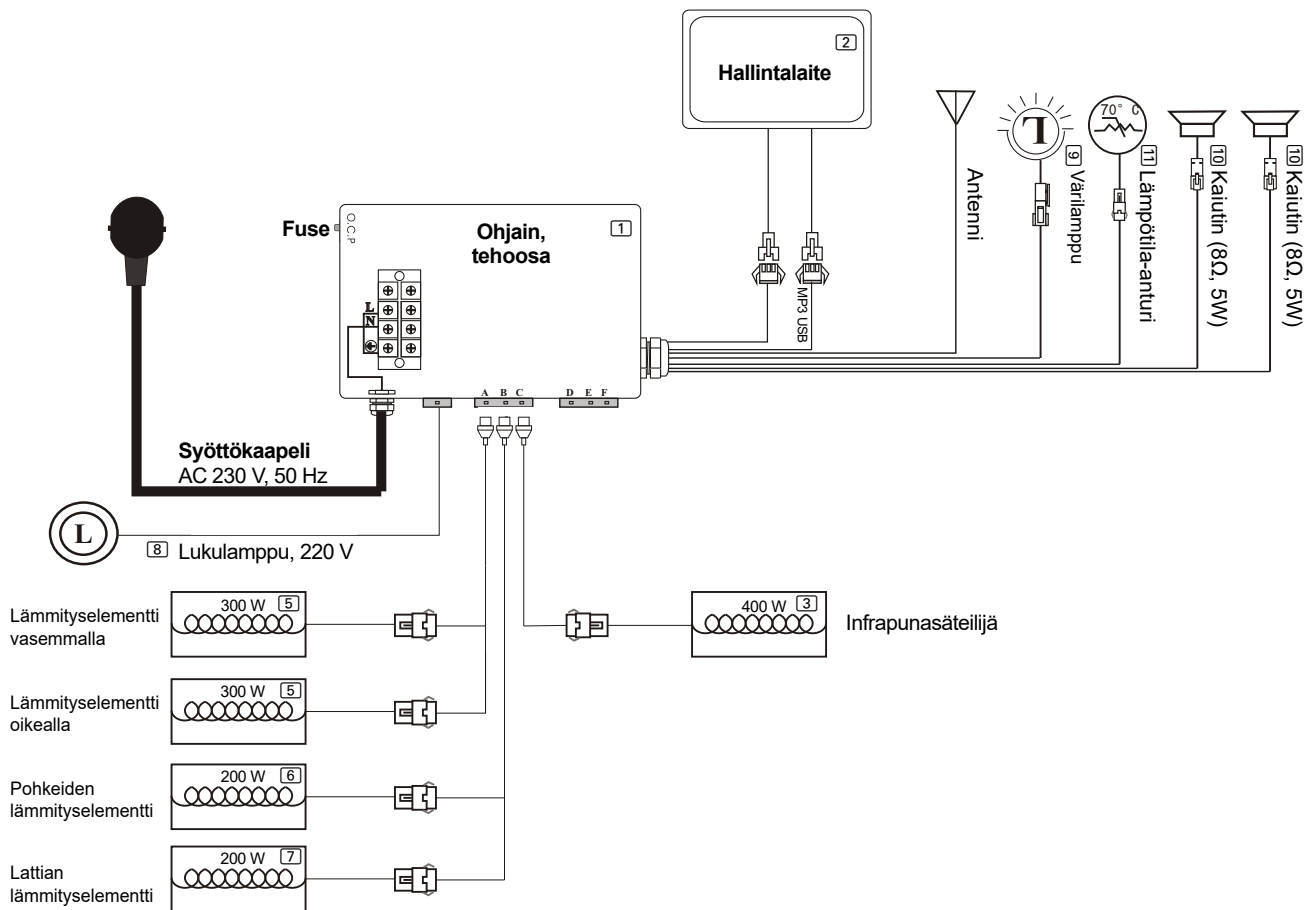 Hallintalaite
2
70° C
L
9 Värilamppu
11 Lämpötila-anturi
10 Kaiutin (8Ω, 5W)
10 Kaiutin (8Ω, 5W)
Antenni
Fuse
O.C.P
Ohjain,
tehoosa
1
MP3 USB
L
N
A B C
D E F
Syöttökaapeli
AC 230 V, 50 Hz
L
8 Lukulamppu, 220 V
Lämmityselementti
vasemmalla
300 W 5
400 W 3
Infrapunasäteilijä
Lämmityselementti
oikealla
300 W 5
Pohkeiden
lämmityselementti
200 W 6
Lattian
lämmityselementti
200 W 7